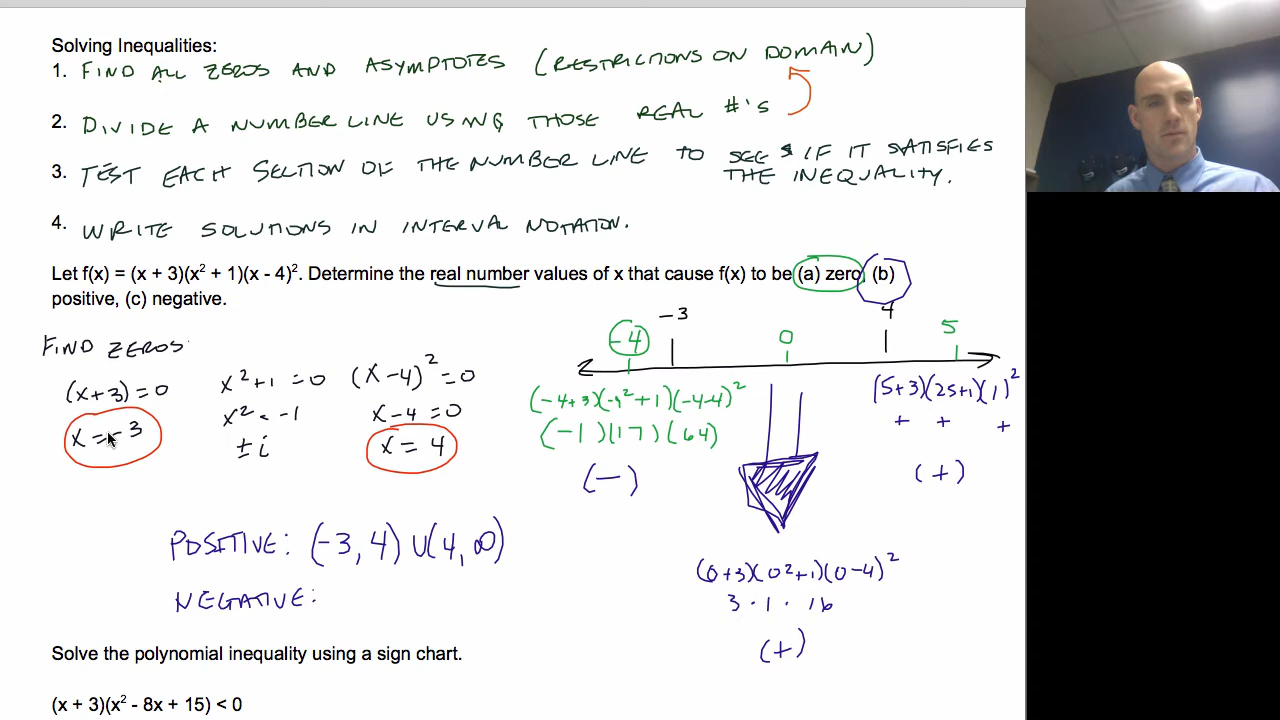 Solving Inequalities:
1. FIND ALL ZEROS AND ASYMPTOTES (RESTRICTIONS ON DOMAIN)
2. DIVIDE A NUMBER LINE USING THOSE REAL #'S
3. TEST EACH SECTION OF THE NUMBER LINE TO SEE IF IT SATISFIES
THE INEQUALITY.
4. WRITE SOLUTIONS IN INTERVAL NOTATION.
Let f(x) = (x + 3)(x² + 1)(x - 4)². Determine the real number values of x that cause f(x) to be (a) zero, (b)
positive, (c) negative.
FIND ZEROS
(x+3)=0
x=-3
x²+1=0
x²=-1
±i
(x-4)²=0
x-4=0
x=4
-4 -3 0 4 5
(-4+3)(-4²+1)(-4-4)²
(-1)(17)(64)
(-)
(5+3)(25+1)(1)²
+ + +
(+)
(0+3)(0²+1)(0-4)²
3·1·16
(+)
POSITIVE: (-3,4)∪(4,∞)
NEGATIVE:
Solve the polynomial inequality using a sign chart.
(x + 3)(x² - 8x + 15) < 0